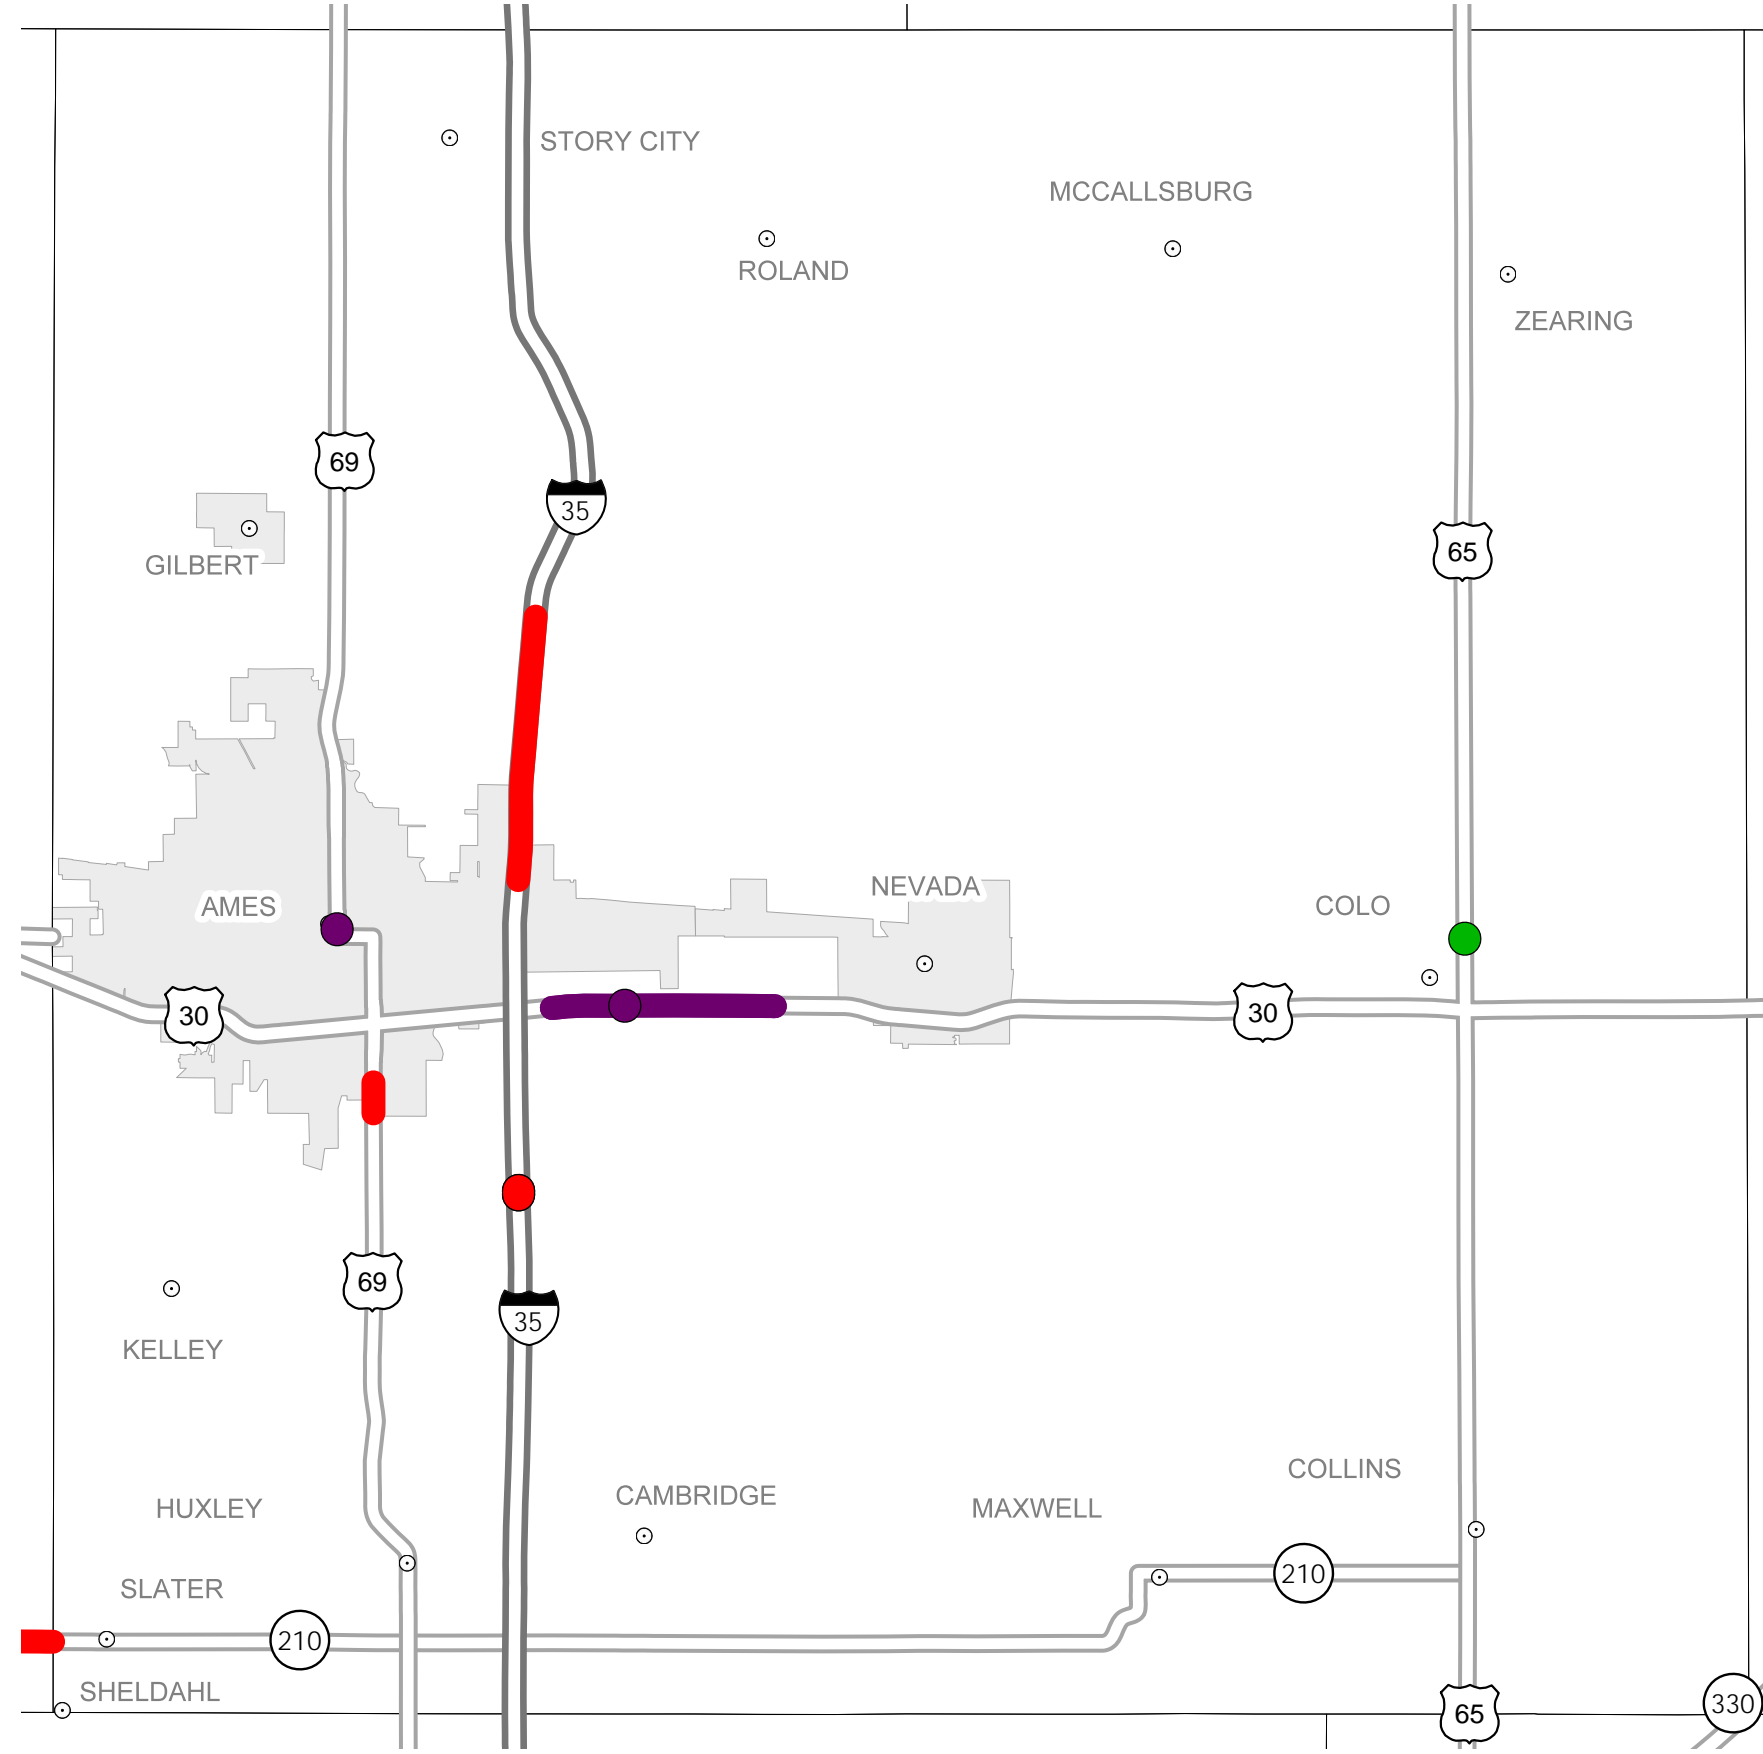 STORY CITY
MCCALLSBURG
ROLAND
ZEARING
69
35
65
GILBERT
NEVADA
AMES
COLO
30
30
69
35
KELLEY
COLLINS
CAMBRIDGE
HUXLEY
MAXWELL
210
SLATER
210
SHELDAHL
330
65